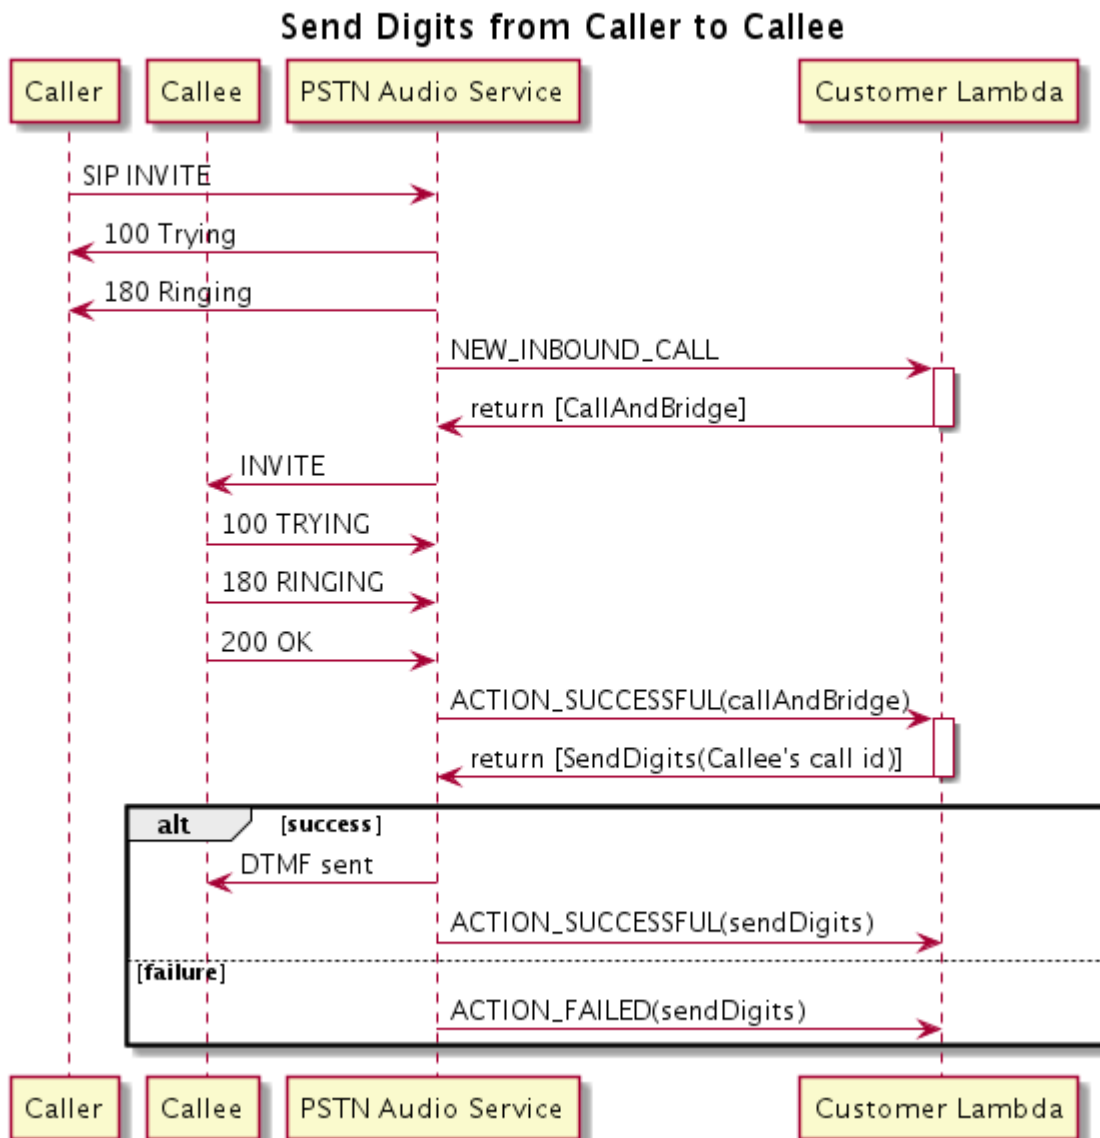 Send Digits from Caller to Callee
Caller Callee PSTN Audio Service Customer Lambda
SIP INVITE
100 Trying
180 Ringing
NEW_INBOUND_CALL
return [CallAndBridge]
INVITE
100 TRYING
180 RINGING
200 OK
ACTION_SUCCESSFUL(callAndBridge)
return [SendDigits(Callee's call id)]
alt [success]
DTMF sent
ACTION_SUCCESSFUL(sendDigits)
[failure]
ACTION_FAILED(sendDigits)
Caller Callee PSTN Audio Service Customer Lambda